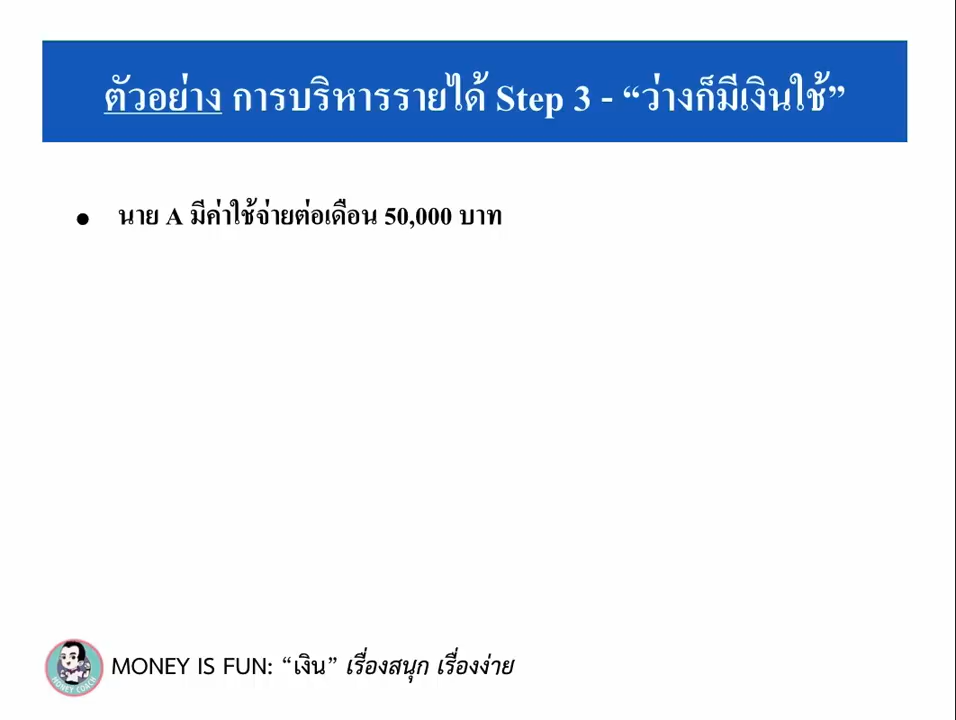 ตัวอย่าง การบริหารรายได้ Step 3 - “ว่างก็มีเงินใช้”
• นาย A มีค่าใช้จ่ายต่อเดือน 50,000 บาท
MONEY COACH
MONEY IS FUN: “เงิน” เรื่องสนุก เรื่องง่าย